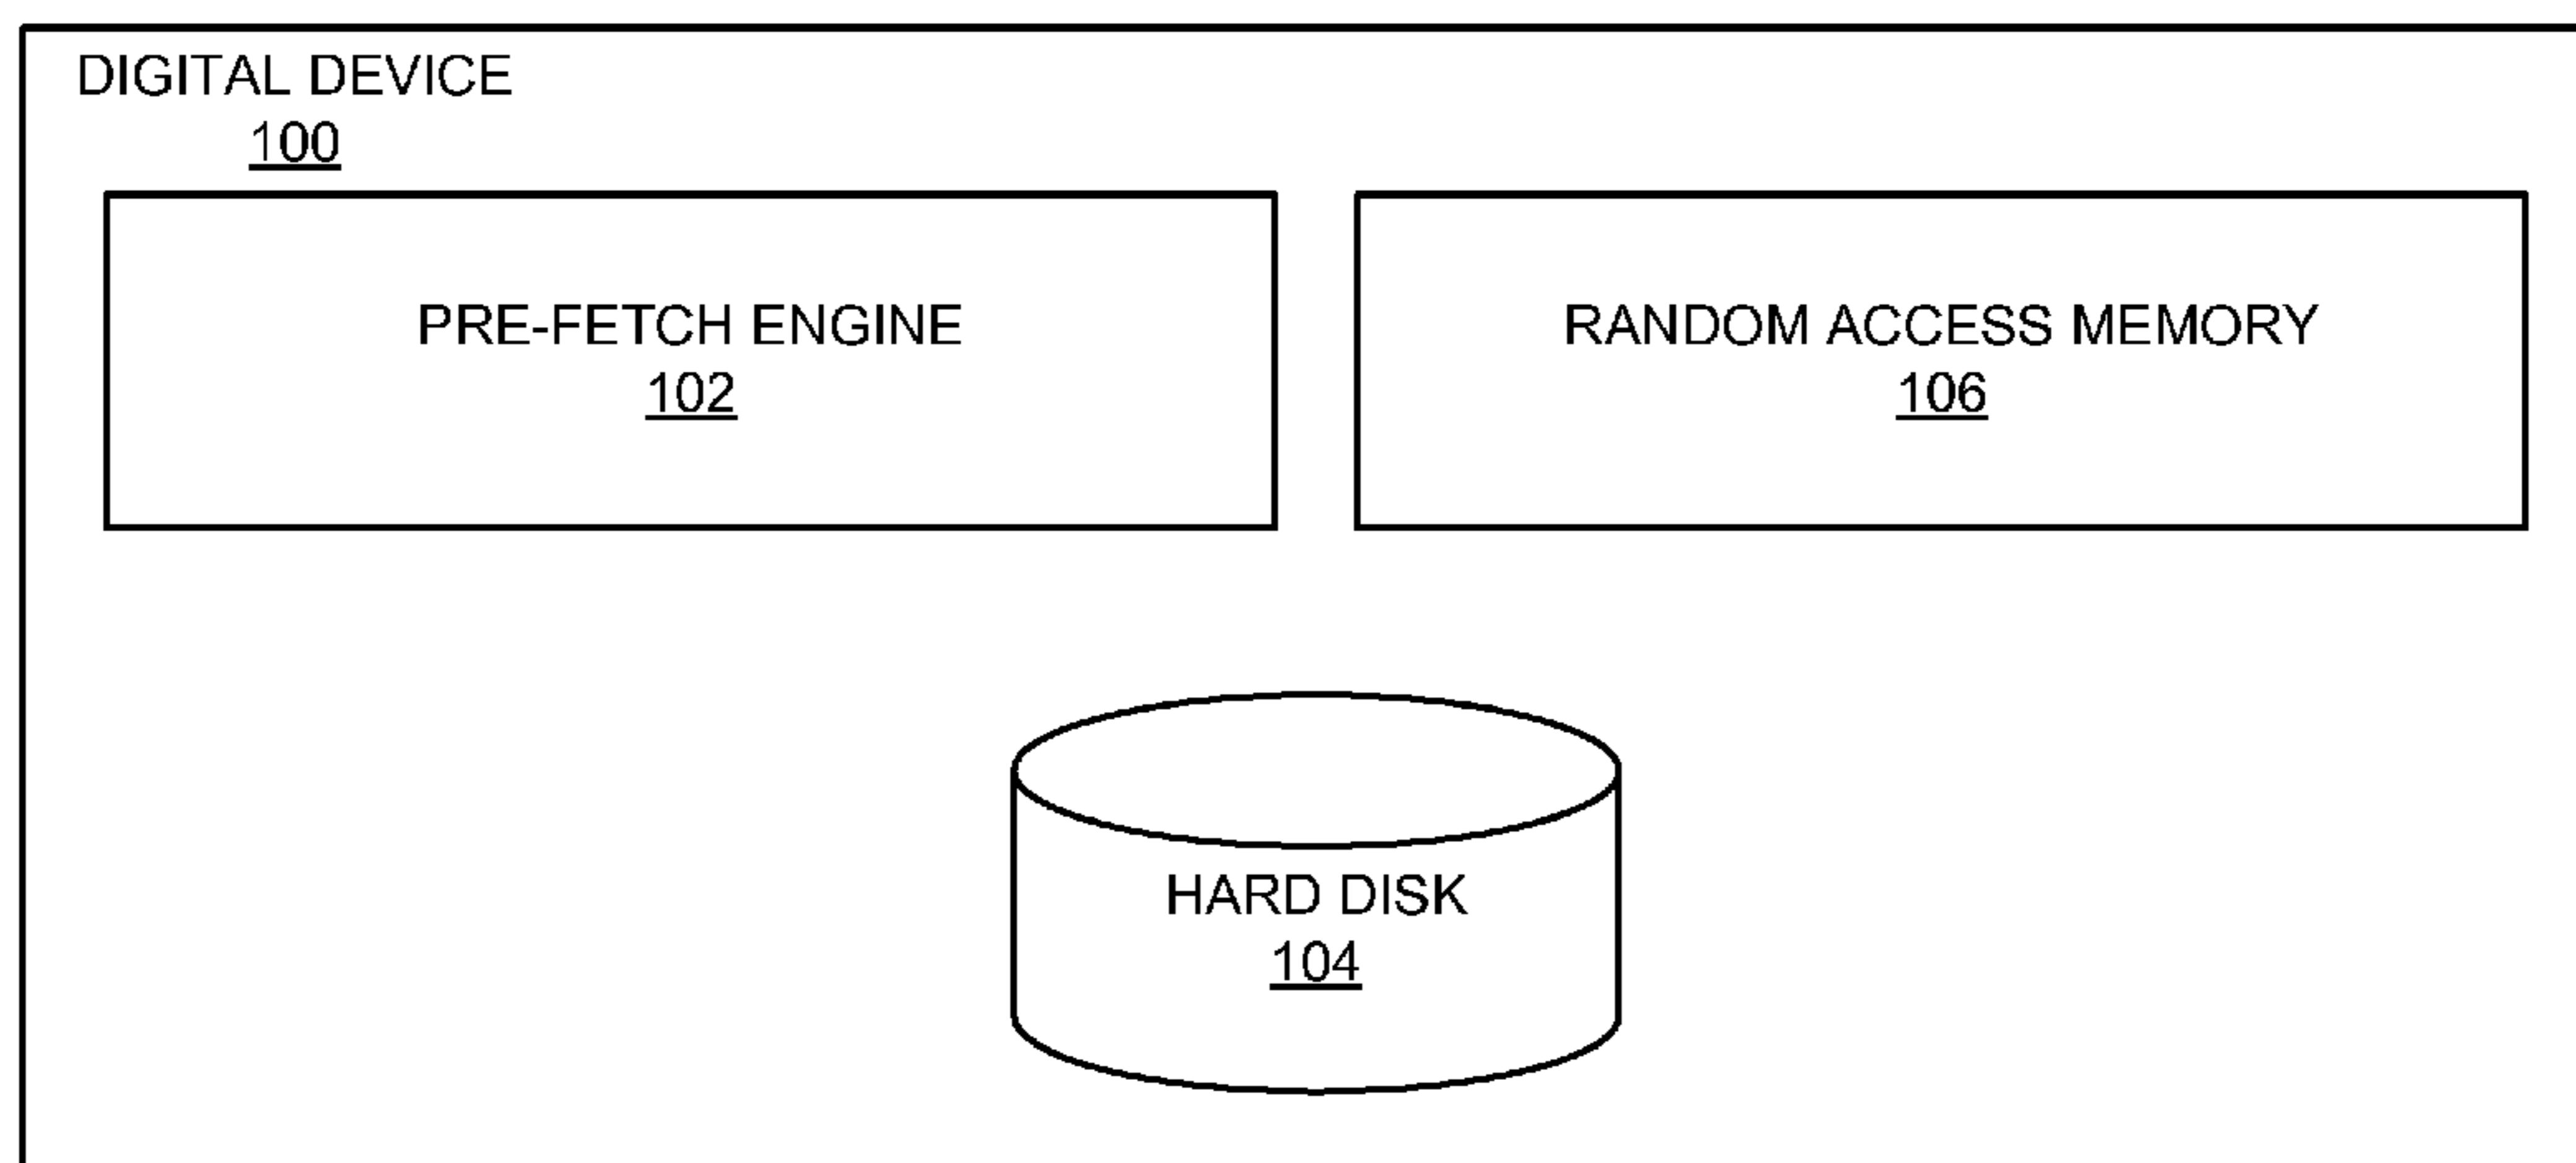 DIGITAL DEVICE
100
PRE-FETCH ENGINE
102
RANDOM ACCESS MEMORY
106
HARD DISK
104